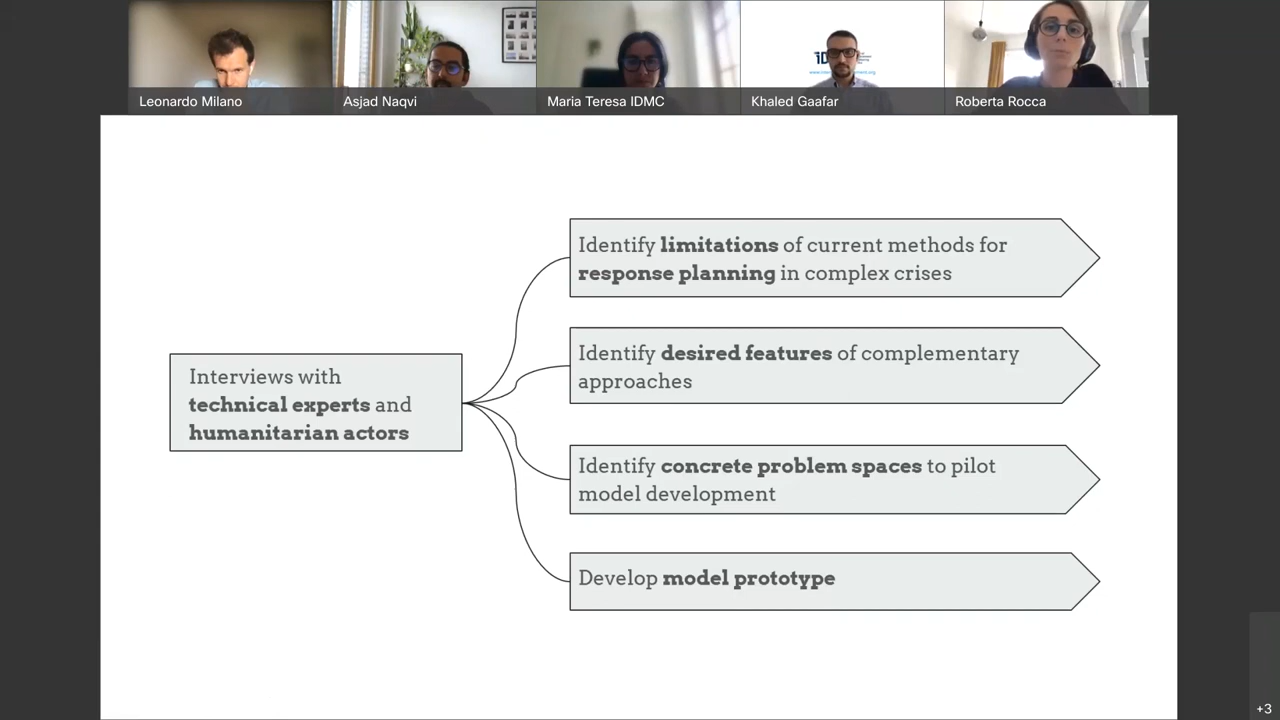 Leonardo Milano
Asjad Naqvi
Maria Teresa IDMC
Khaled Gaafar
Roberta Rocca
Identify limitations of current methods for
response planning in complex crises
Identify desired features of complementary
approaches
Interviews with
technical experts and
humanitarian actors
Identify concrete problem spaces to pilot
model development
Develop model prototype
+3